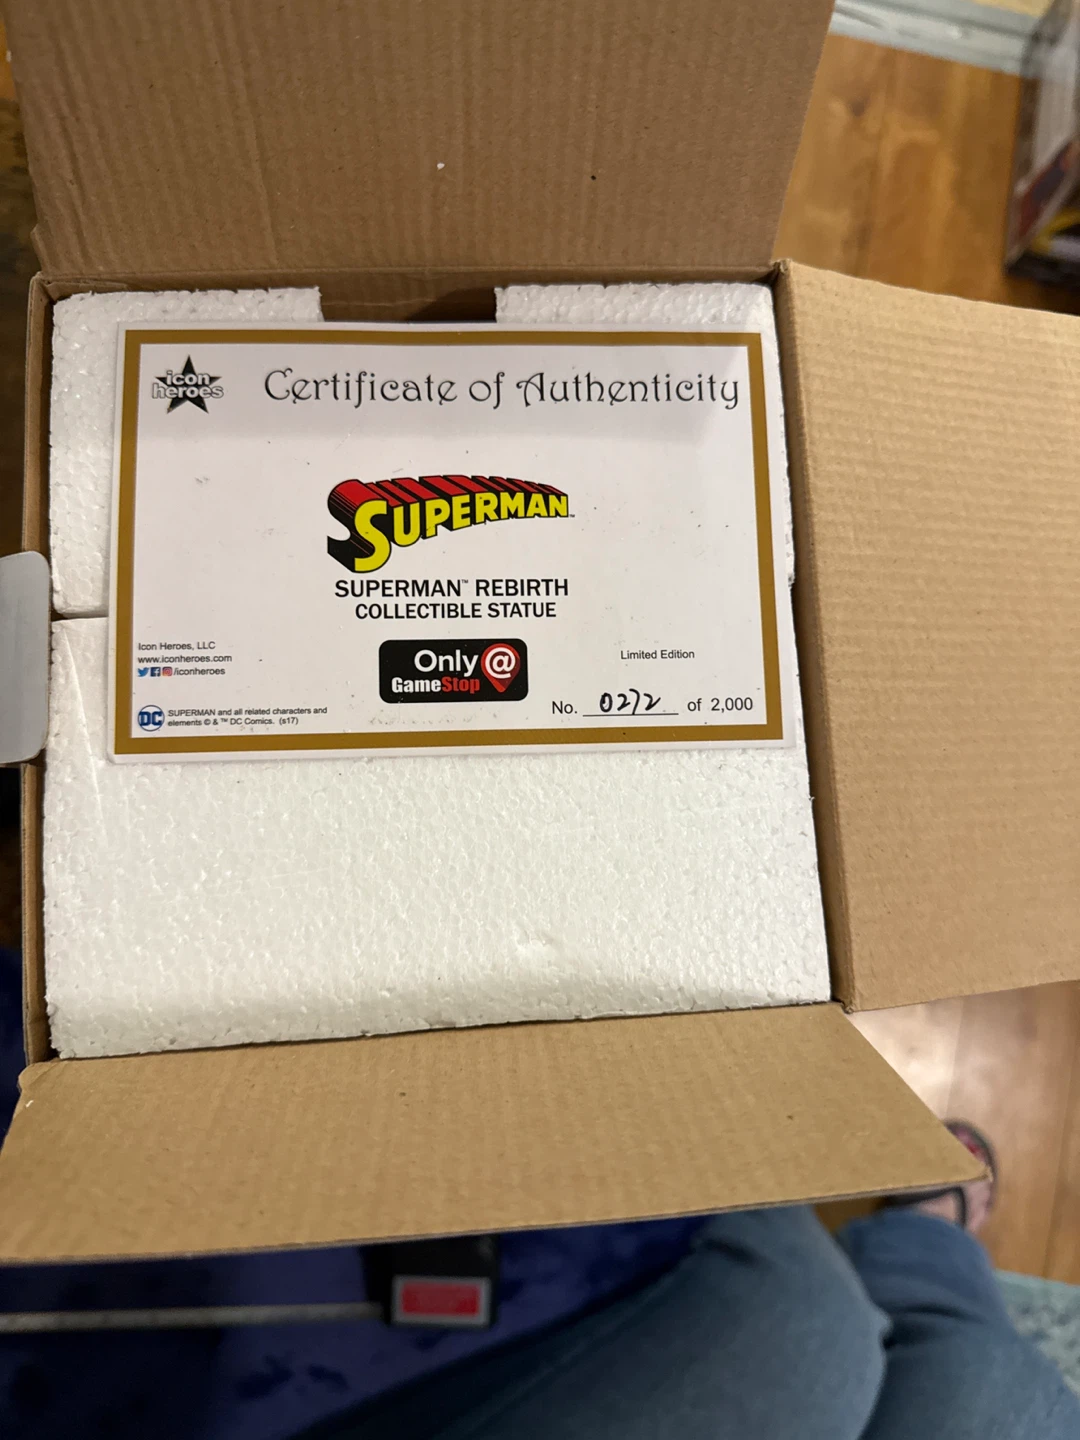 icon
heroes
Certificate of Authenticity
SUPERMAN™
SUPERMAN™ REBIRTH
COLLECTIBLE STATUE
Icon Heroes, LLC
www.iconheroes.com
/iconheroes
Only @
GameStop
Limited Edition
No. 0272 of 2,000
DC
SUPERMAN and all related characters and
elements © & ™ DC Comics. (s17)